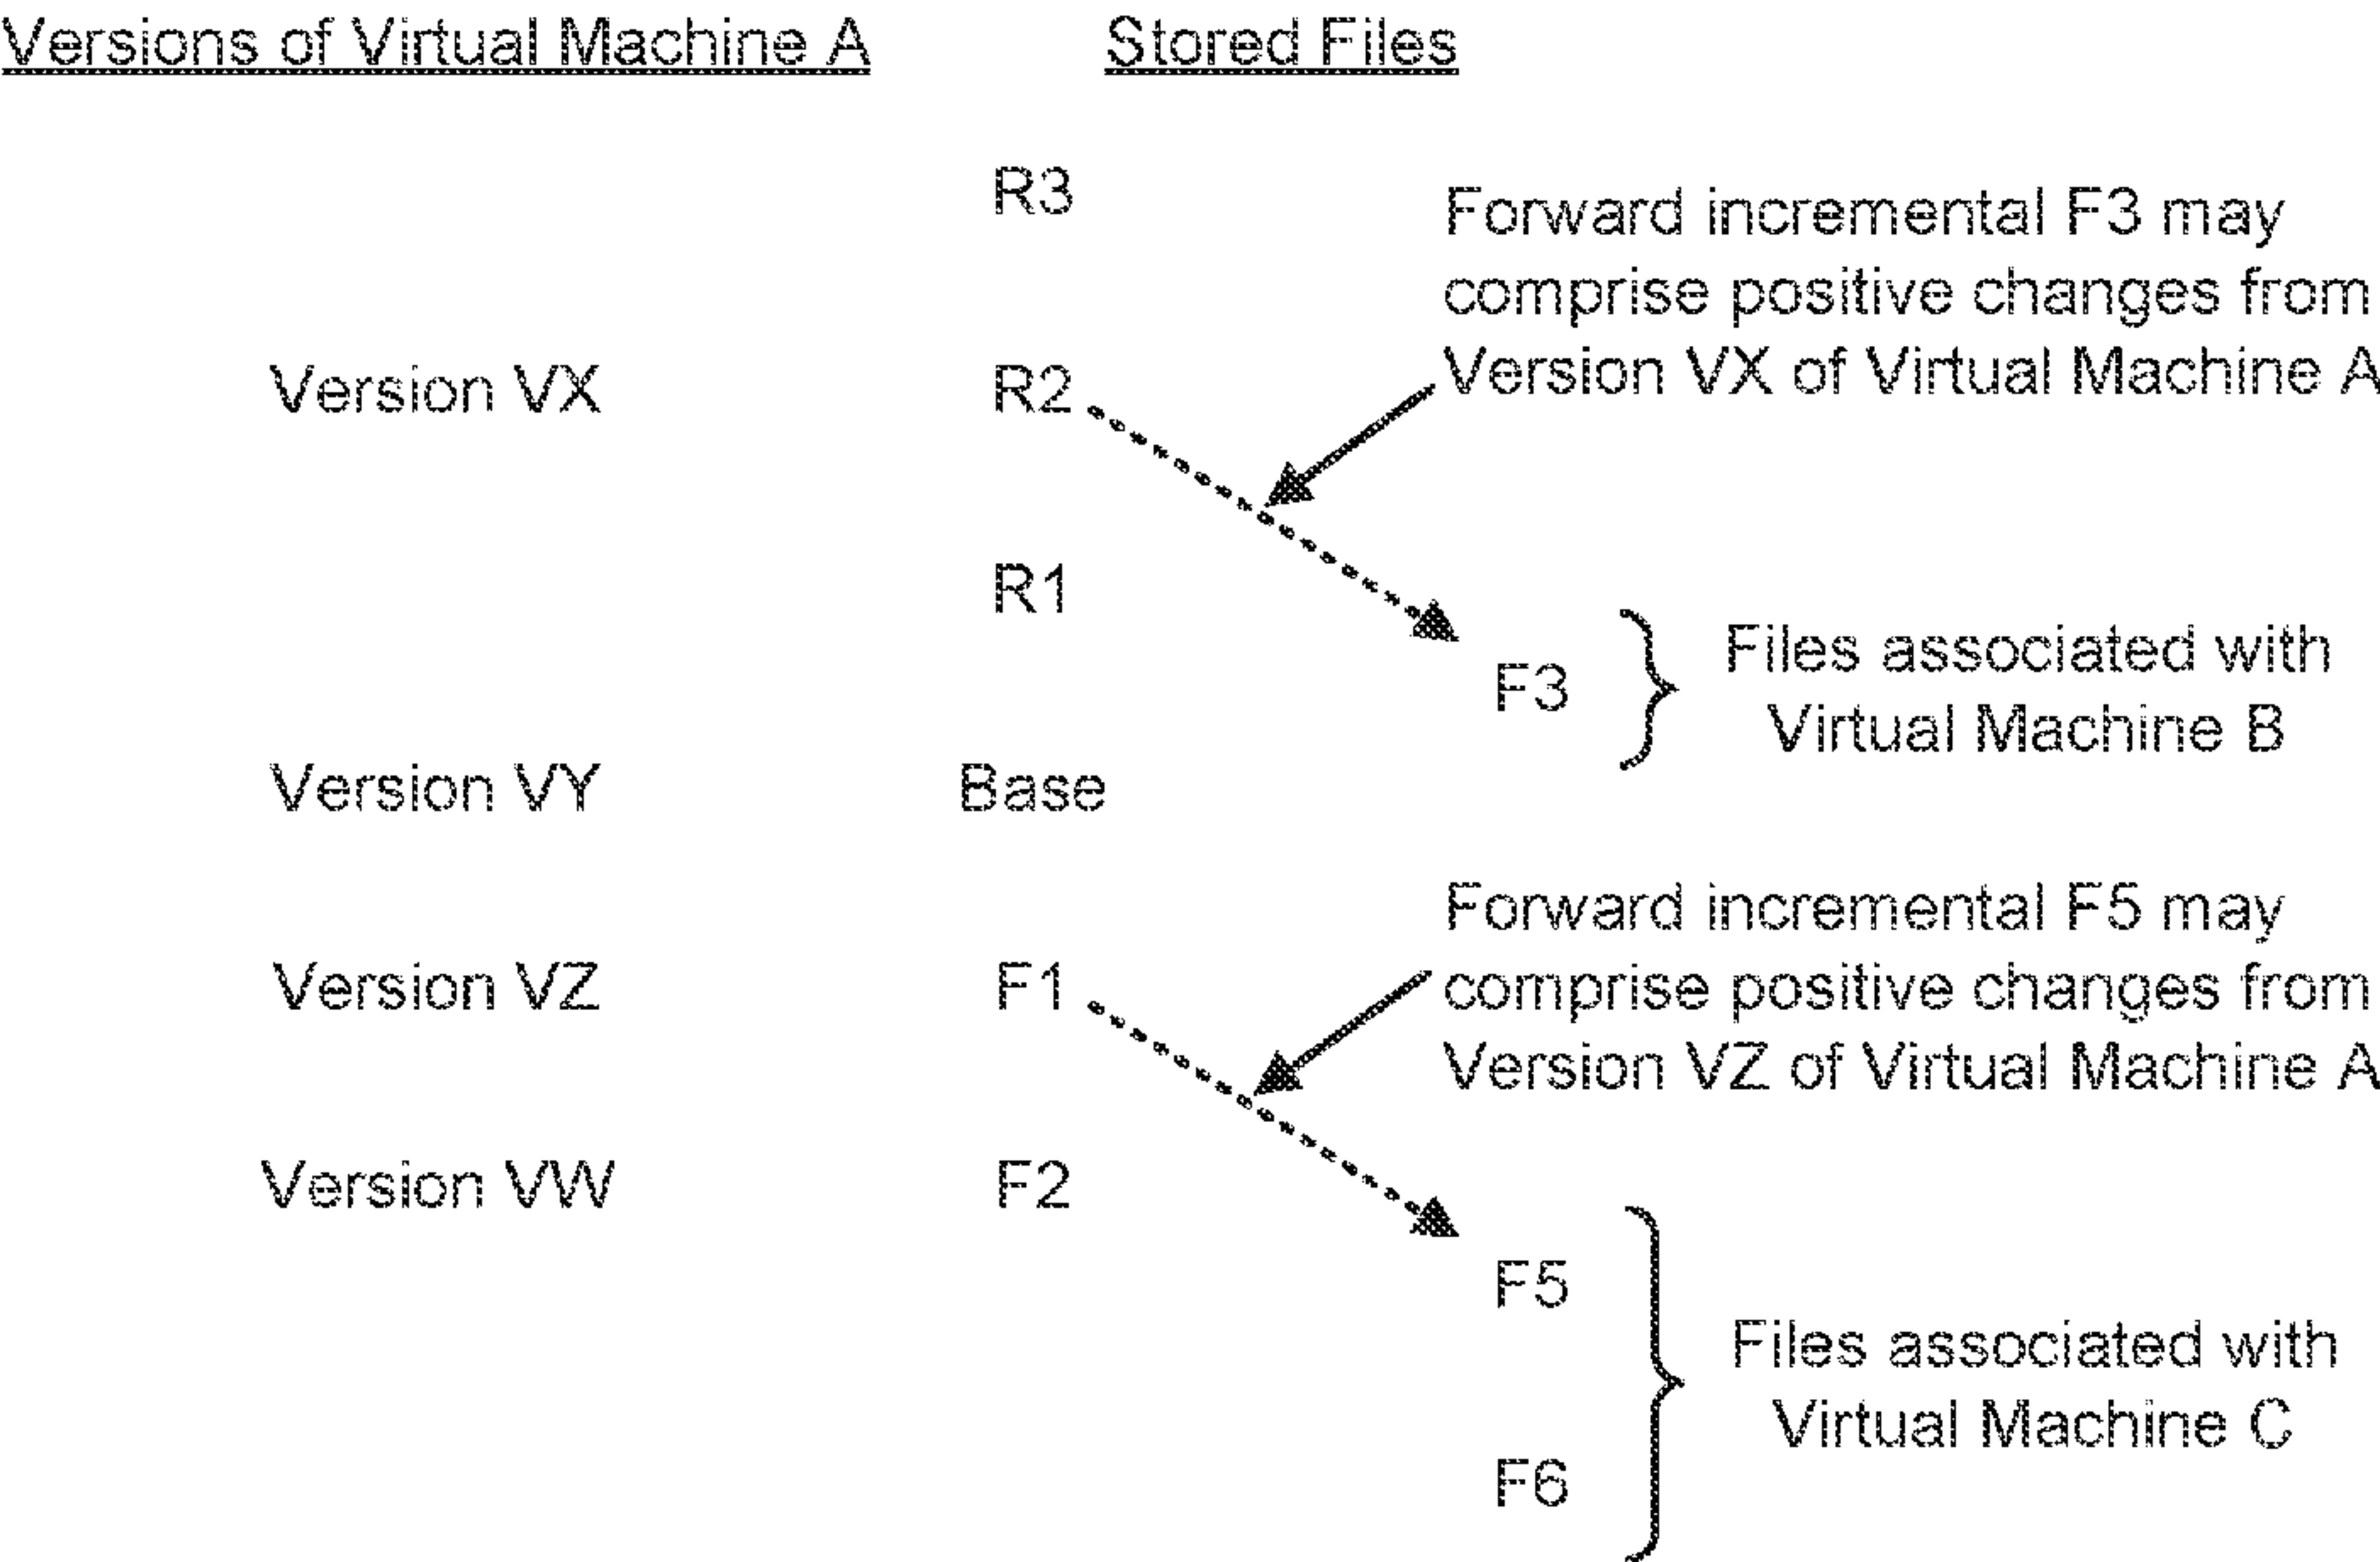 Versions of Virtual Machine A
Stored Files
R3
Forward incremental F3 may
comprise positive changes from
Version VX of Virtual Machine A
Version VX
R2
R1
F3
Files associated with
Virtual Machine B
Version VY
Base
Forward incremental F5 may
comprise positive changes from
Version VZ of Virtual Machine A
Version VZ
F1
Version VW
F2
F5
Files associated with
Virtual Machine C
F6